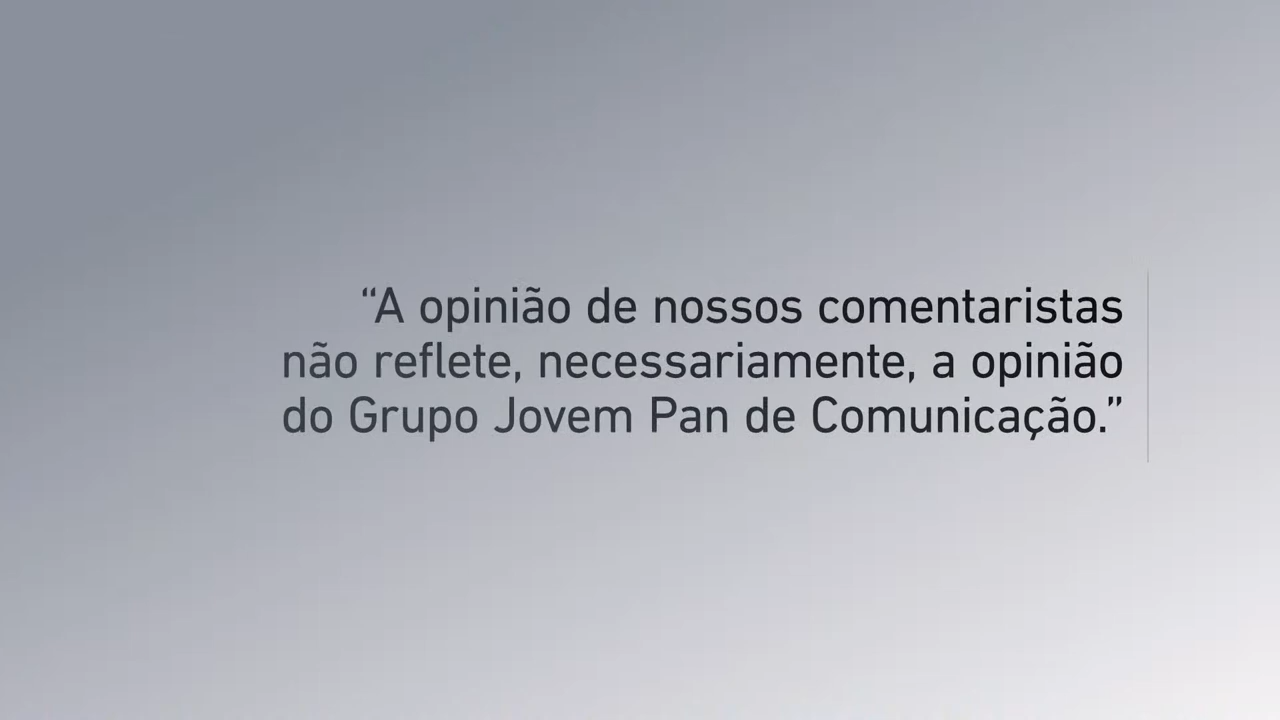 “A opinião de nossos comentaristas
não reflete, necessariamente, a opinião
do Grupo Jovem Pan de Comunicação.”